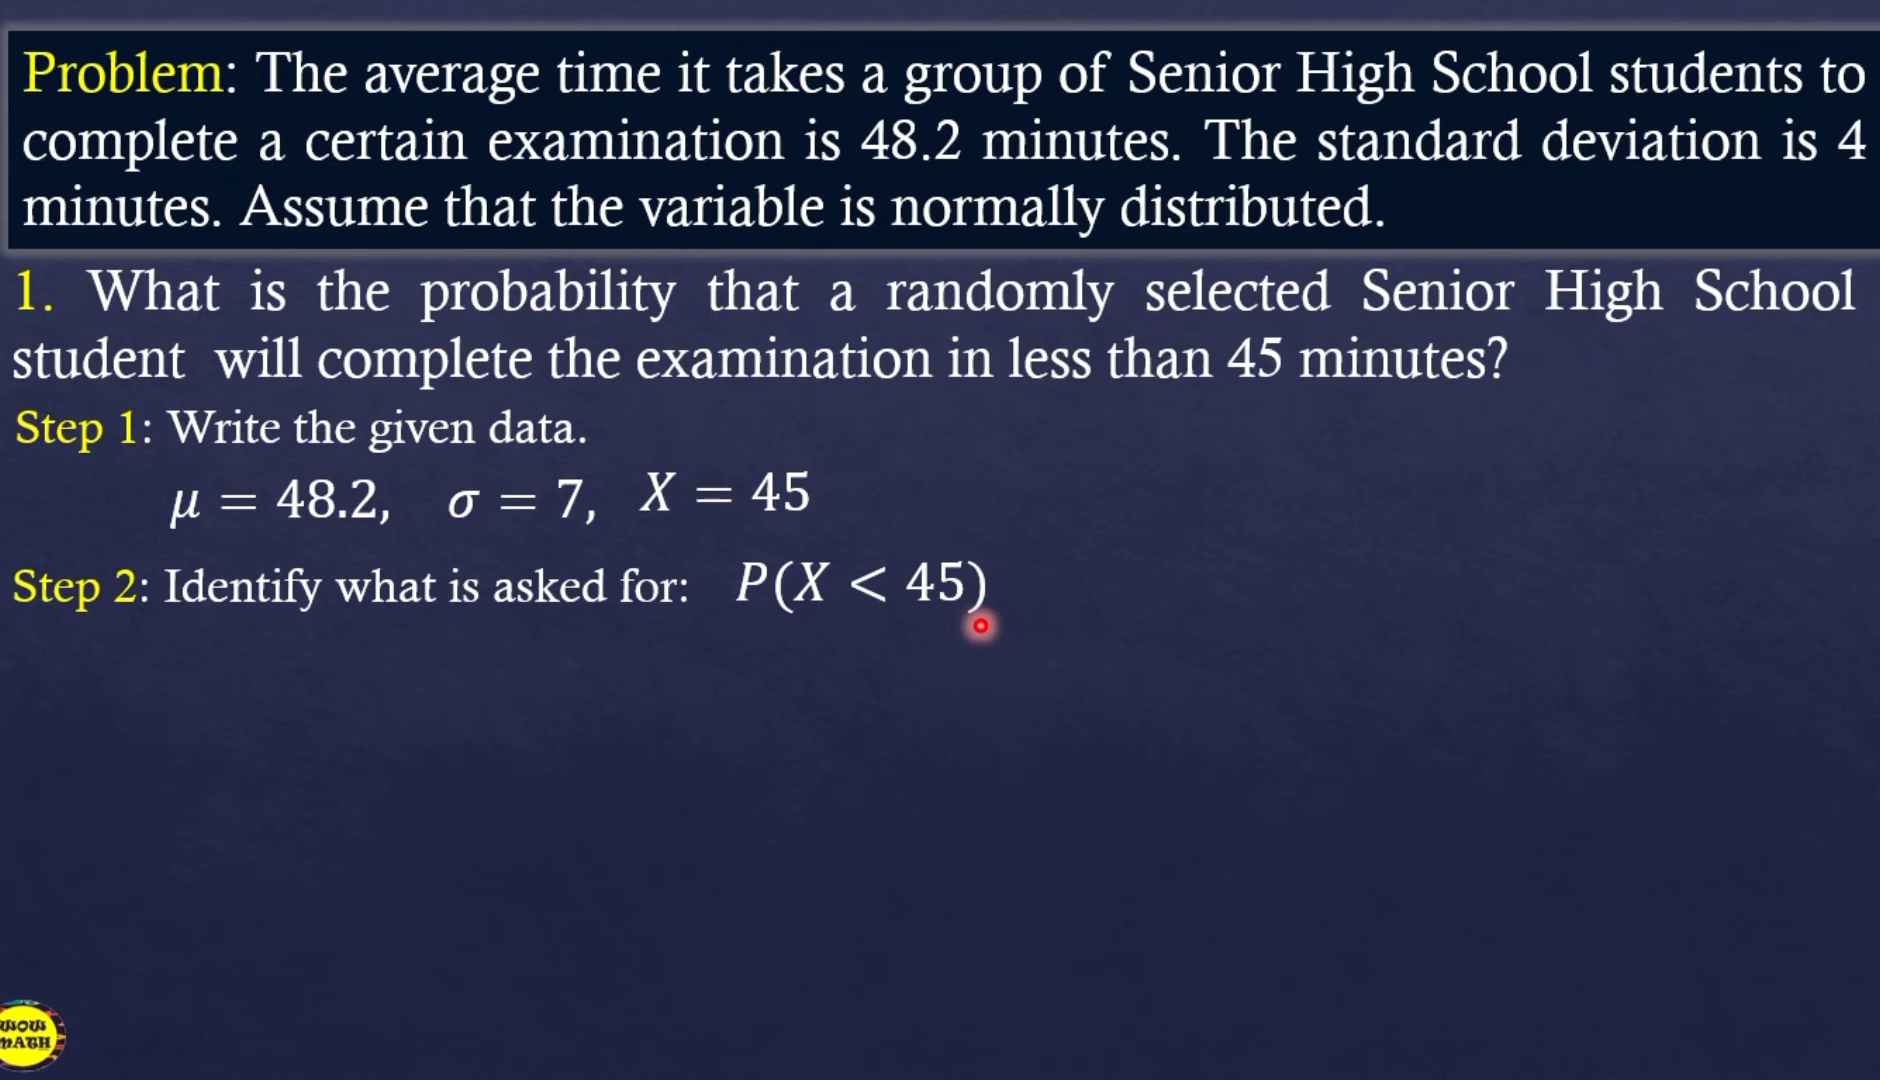 Problem: The average time it takes a group of Senior High School students to
complete a certain examination is 48.2 minutes. The standard deviation is 4
minutes. Assume that the variable is normally distributed.
1. What is the probability that a randomly selected Senior High School
student will complete the examination in less than 45 minutes?
Step 1: Write the given data.
μ = 48.2, σ = 7, X = 45
Step 2: Identify what is asked for: P(X < 45)
WOW
MATH